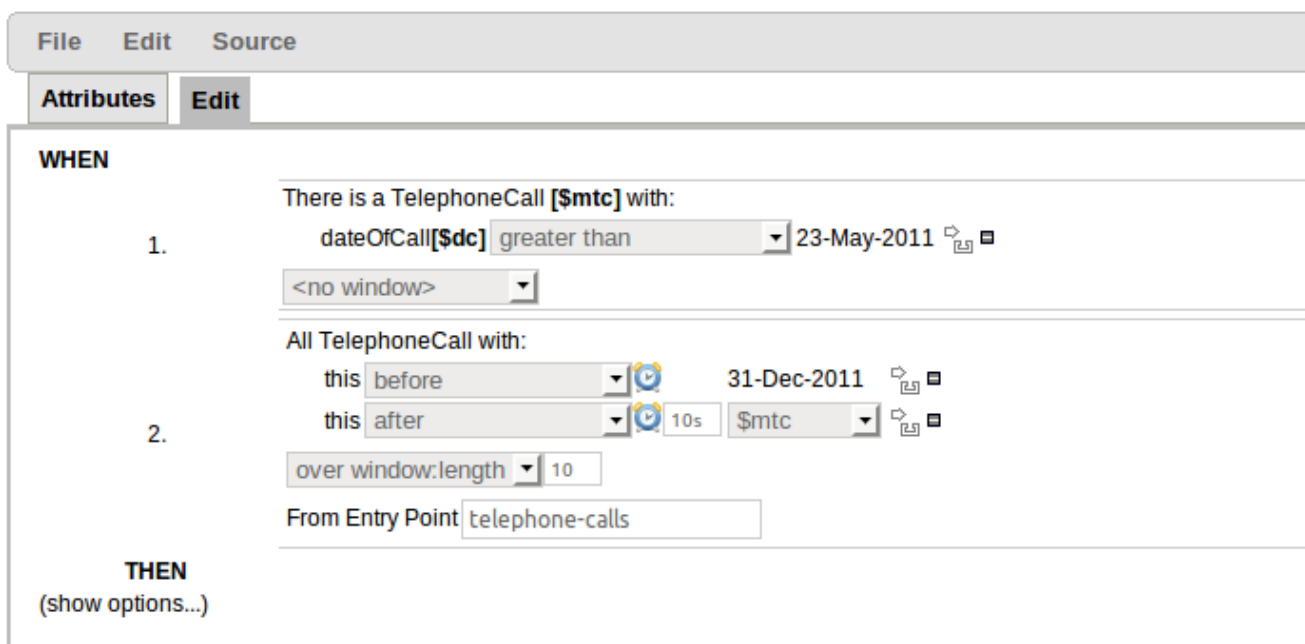 File Edit Source
Attributes Edit
WHEN
There is a TelephoneCall [$mtc] with:
1. dateOfCall[$dc] greater than 23-May-2011
<no window>
All TelephoneCall with:
this before 31-Dec-2011
this after 10s $mtc
2.
over window:length 10
From Entry Point telephone-calls
THEN
(show options...)